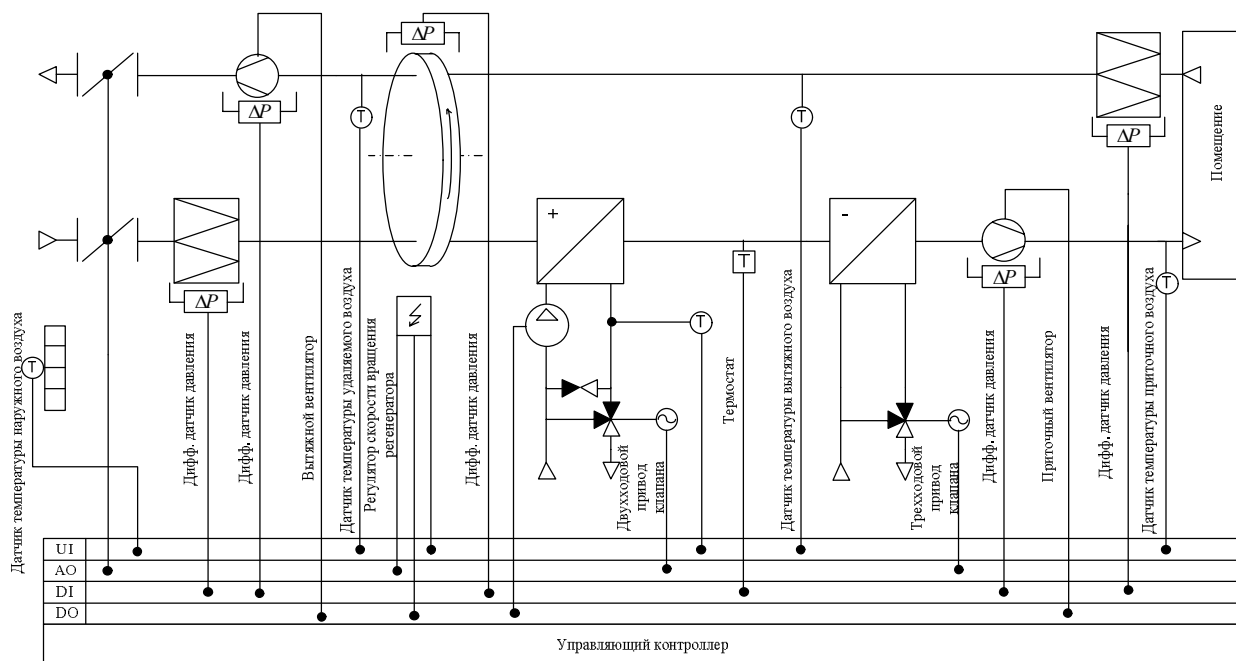 ΔP
ΔP
ΔP
T
T
+
-
T
ΔP
ΔP
T
T
T
Помещение
Датчик температуры наружного воздуха
Дифф. датчик давления
Дифф. датчик давления
Вытяжной вентилятор
Датчик температуры удаляемого воздуха
Регулятор скорости вращения
регенератора
Дифф. датчик давления
Двухходовой
привод
клапана
Термостат
Датчик температуры вытяжного воздуха
Трехходовой
привод
клапана
Дифф. датчик давления
Приточный вентилятор
Дифф. датчик давления
Датчик температуры приточного воздуха
UI
AO
DI
DO
Управляющий контроллер